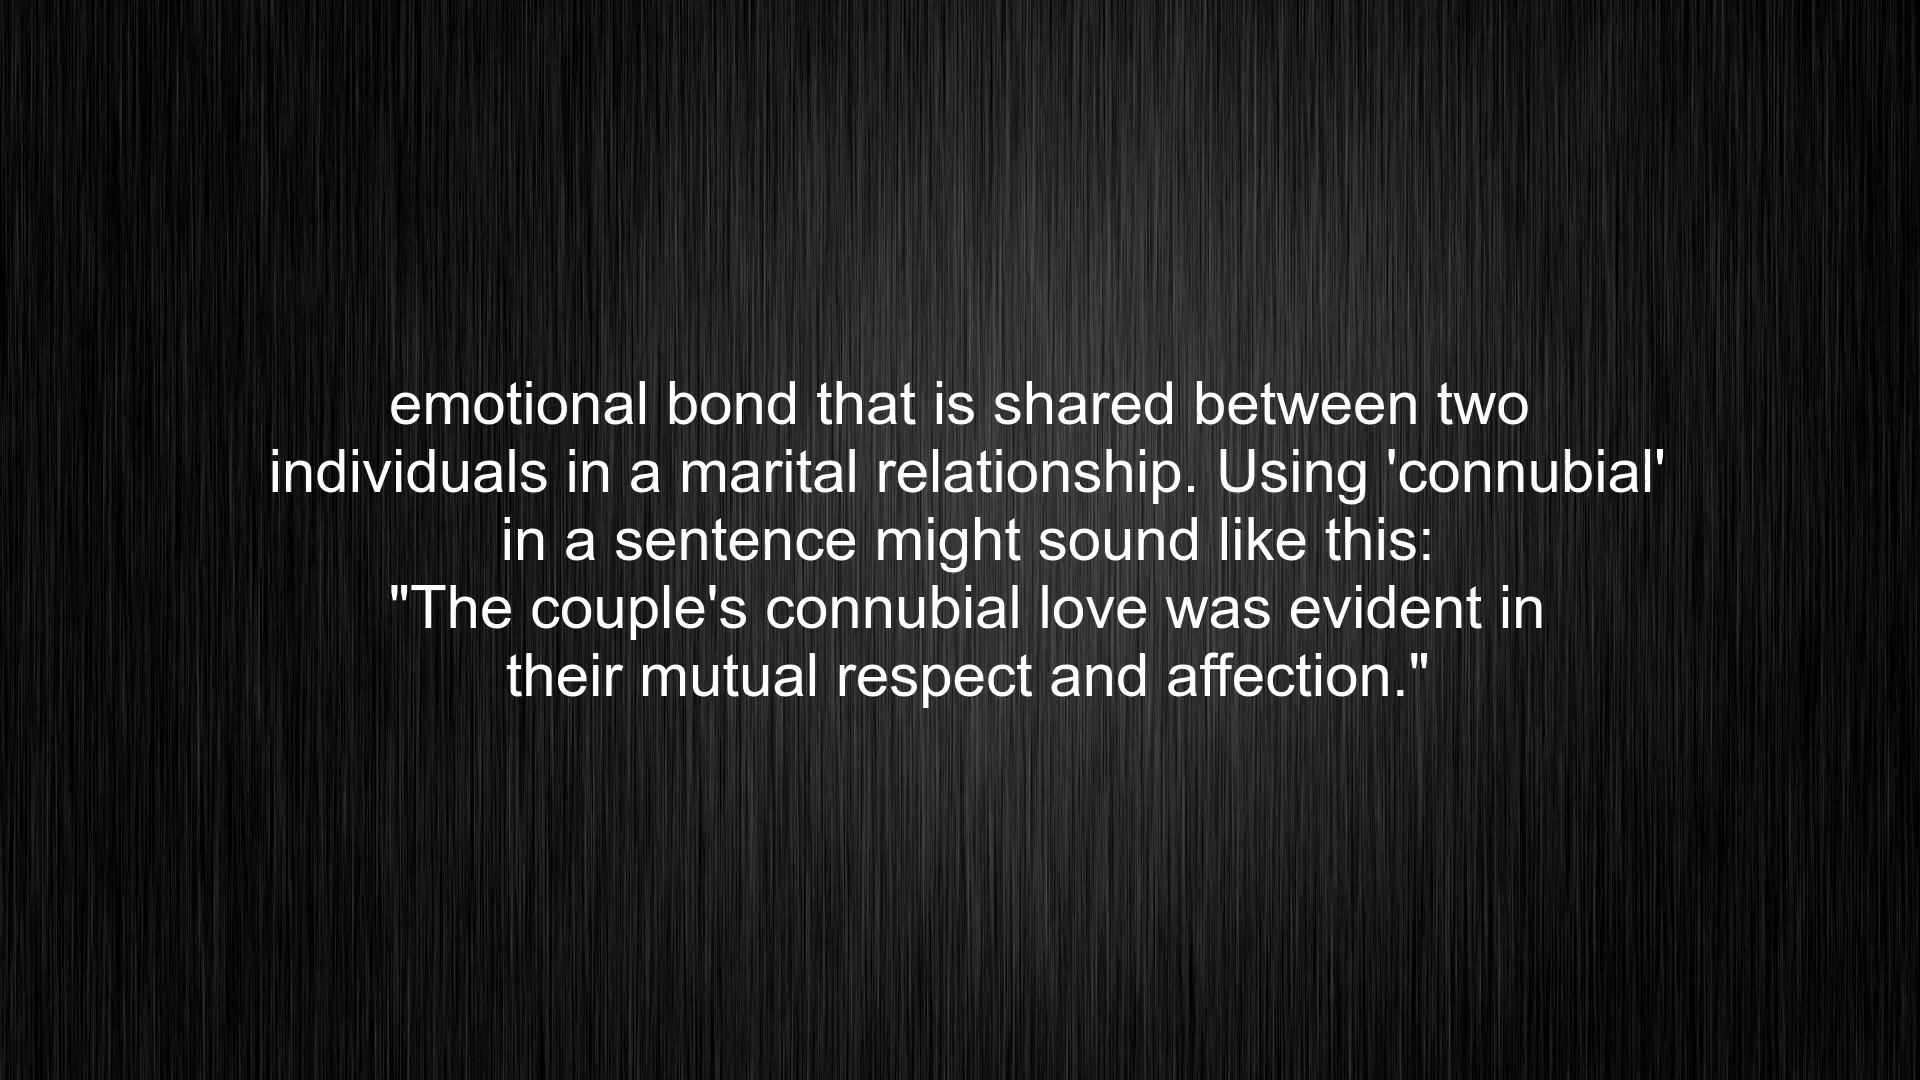 emotional bond that is shared between two
individuals in a marital relationship. Using 'connubial'
in a sentence might sound like this:
"The couple's connubial love was evident in
their mutual respect and affection."